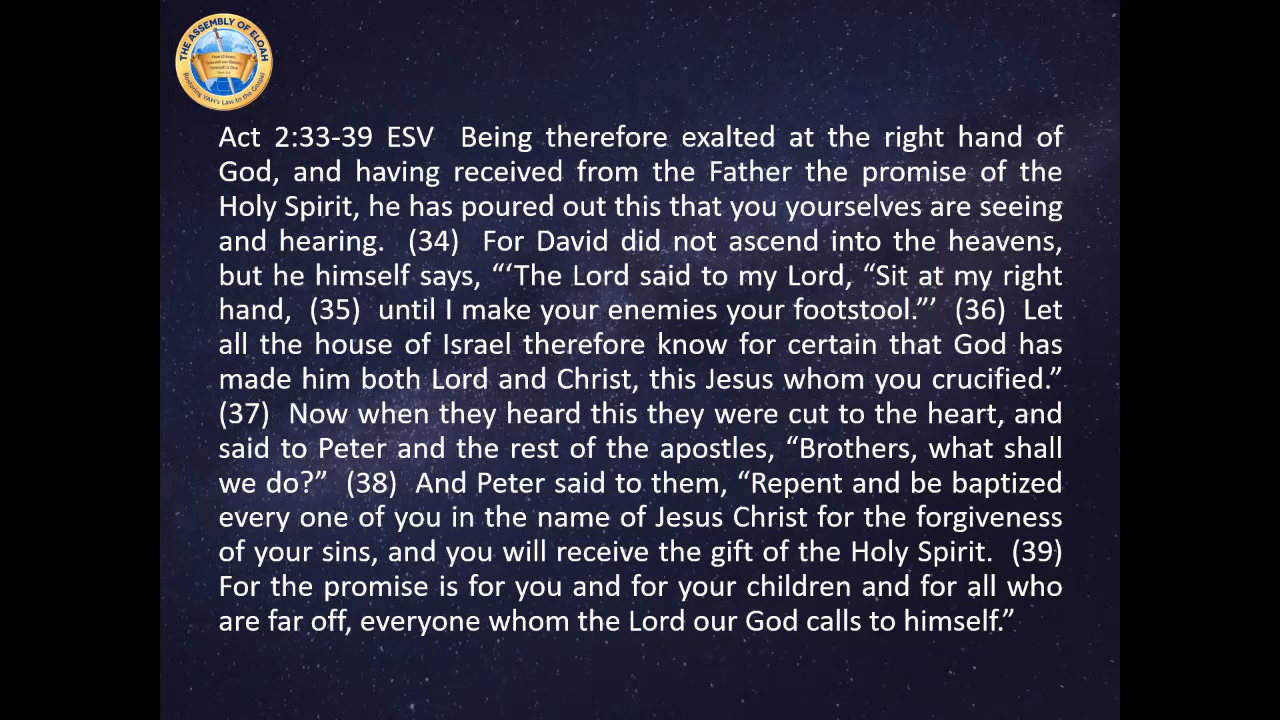 THE ASSEMBLY OF ELOAH
Restoring YAH's Law to the Gospel
Act 2:33-39 ESV  Being therefore exalted at the right hand of
God, and having received from the Father the promise of the
Holy Spirit, he has poured out this that you yourselves are seeing
and hearing.  (34)  For David did not ascend into the heavens,
but he himself says, “‘The Lord said to my Lord, “Sit at my right
hand,  (35)  until I make your enemies your footstool.”’  (36)  Let
all the house of Israel therefore know for certain that God has
made him both Lord and Christ, this Jesus whom you crucified.”
(37)  Now when they heard this they were cut to the heart, and
said to Peter and the rest of the apostles, “Brothers, what shall
we do?”  (38)  And Peter said to them, “Repent and be baptized
every one of you in the name of Jesus Christ for the forgiveness
of your sins, and you will receive the gift of the Holy Spirit.  (39)
For the promise is for you and for your children and for all who
are far off, everyone whom the Lord our God calls to himself.”